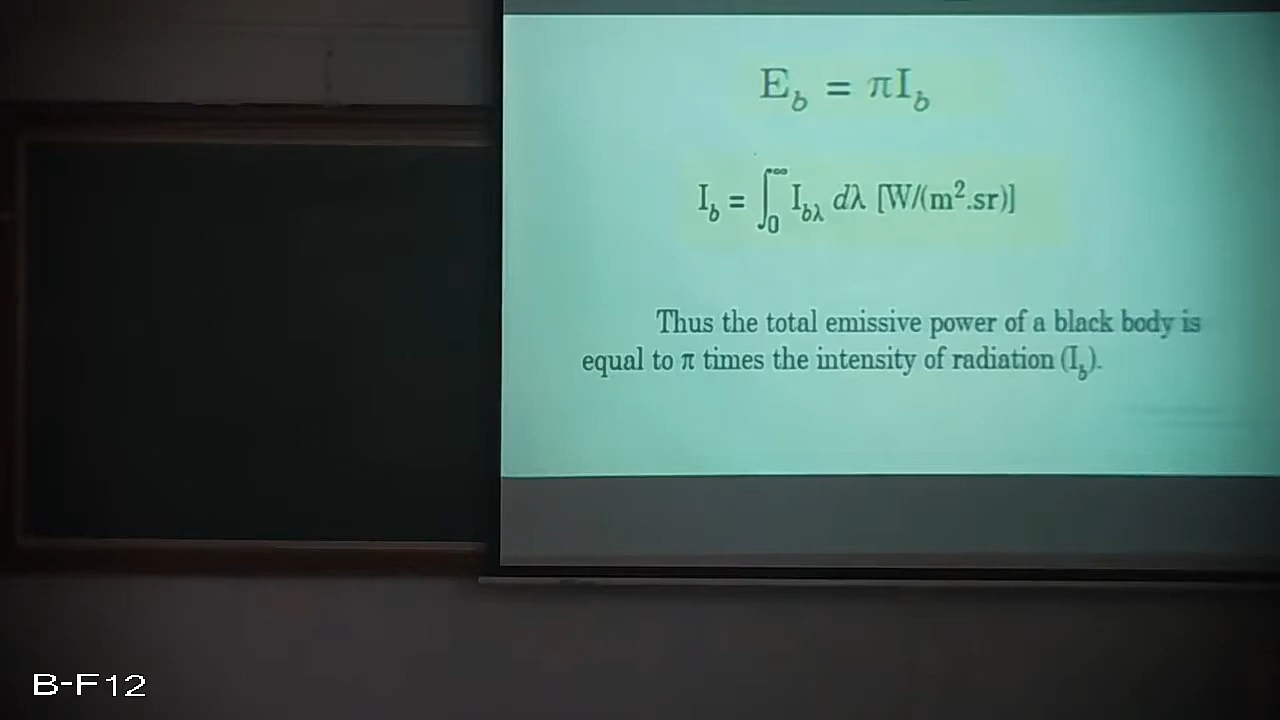 E_b = πI_b
I_b = ∫_0^∞ I_bλ dλ [W/(m².sr)]
Thus the total emissive power of a black body is
equal to π times the intensity of radiation (I_b).
B-F12